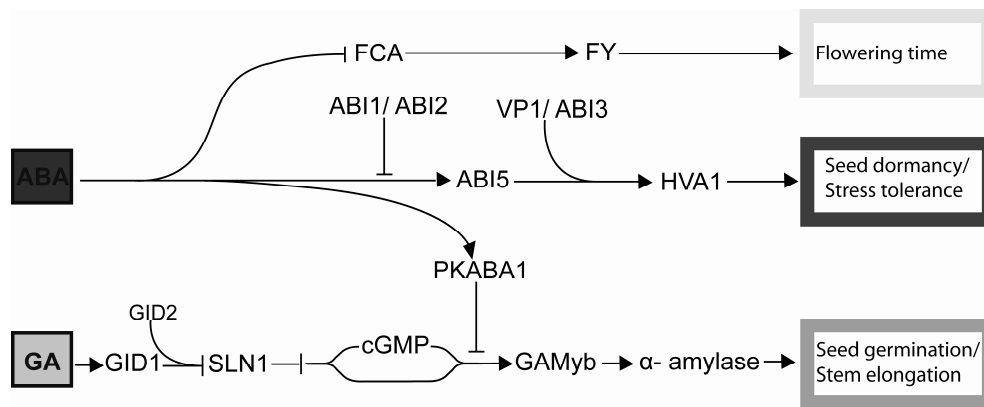 FCA
FY
Flowering time
ABI1/ ABI2
VP1/ ABI3
ABA
ABI5
HVA1
Seed dormancy/
Stress tolerance
PKABA1
GID2
GA
GID1
SLN1
cGMP
GAMyb
α- amylase
Seed germination/
Stem elongation